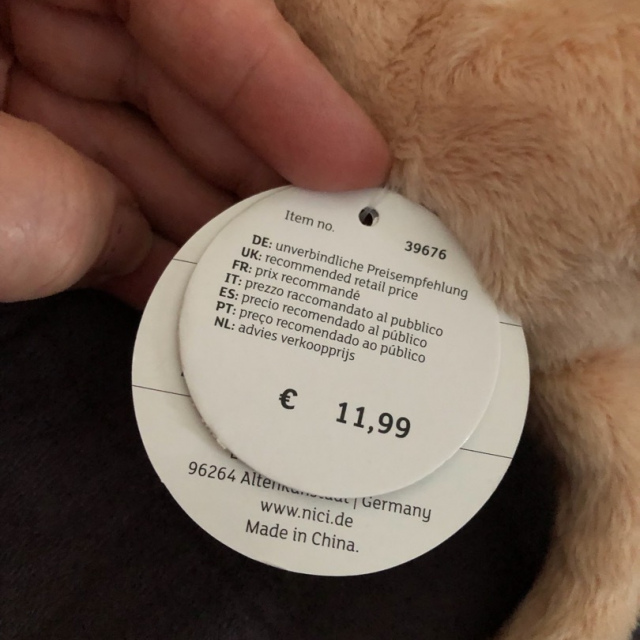 Item no. 39676
DE: unverbindliche Preisempfehlung
UK: recommended retail price
FR: prix recommandé
IT: prezzo raccomandato al pubblico
ES: precio recomendado al público
PT: preço recomendado ao público
NL: advies verkoopprijs
€ 11,99
96264 Altenkunstadt | Germany
www.nici.de
Made in China.